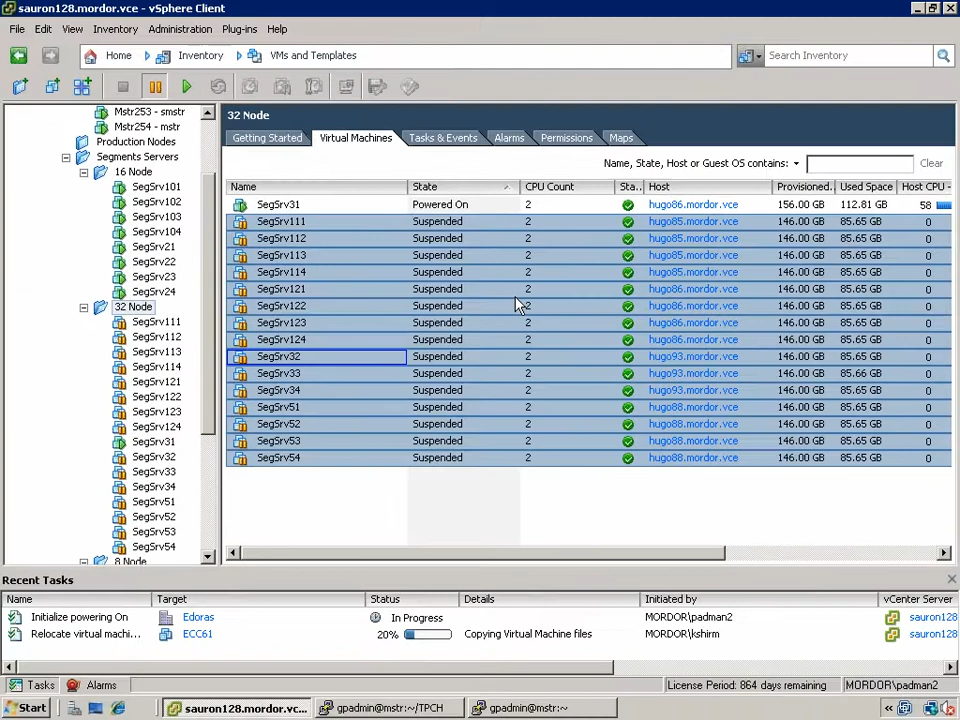 sauron128.mordor.vce - vSphere Client
File Edit View Inventory Administration Plug-ins Help
Home Inventory VMs and Templates Search Inventory
Mstr253 - smstr
Mstr254 - mstr
Production Nodes
Segments Servers
16 Node
SegSrv101
SegSrv102
SegSrv103
SegSrv104
SegSrv21
SegSrv22
SegSrv23
SegSrv24
32 Node
SegSrv111
SegSrv112
SegSrv113
SegSrv114
SegSrv121
SegSrv122
SegSrv123
SegSrv124
SegSrv31
SegSrv32
SegSrv33
SegSrv34
SegSrv51
SegSrv52
SegSrv53
SegSrv54
8 Node
32 Node
Getting Started Virtual Machines Tasks & Events Alarms Permissions Maps
Name, State, Host or Guest OS contains: Clear
Name State CPU Count Sta.. Host Provisioned. Used Space Host CPU -
SegSrv31 Powered On 2 hugo86.mordor.vce 156.00 GB 112.81 GB 58
SegSrv111 Suspended 2 hugo85.mordor.vce 146.00 GB 85.65 GB 0
SegSrv112 Suspended 2 hugo85.mordor.vce 146.00 GB 85.65 GB 0
SegSrv113 Suspended 2 hugo85.mordor.vce 146.00 GB 85.65 GB 0
SegSrv114 Suspended 2 hugo85.mordor.vce 146.00 GB 85.65 GB 0
SegSrv121 Suspended 2 hugo86.mordor.vce 146.00 GB 85.65 GB 0
SegSrv122 Suspended 2 hugo86.mordor.vce 146.00 GB 85.65 GB 0
SegSrv123 Suspended 2 hugo86.mordor.vce 146.00 GB 85.65 GB 0
SegSrv124 Suspended 2 hugo86.mordor.vce 146.00 GB 85.65 GB 0
SegSrv32 Suspended 2 hugo93.mordor.vce 146.00 GB 85.65 GB 0
SegSrv33 Suspended 2 hugo93.mordor.vce 146.00 GB 85.66 GB 0
SegSrv34 Suspended 2 hugo93.mordor.vce 146.00 GB 85.65 GB 0
SegSrv51 Suspended 2 hugo88.mordor.vce 146.00 GB 85.65 GB 0
SegSrv52 Suspended 2 hugo88.mordor.vce 146.00 GB 85.65 GB 0
SegSrv53 Suspended 2 hugo88.mordor.vce 146.00 GB 85.65 GB 0
SegSrv54 Suspended 2 hugo88.mordor.vce 146.00 GB 85.65 GB 0
Recent Tasks
Name Target Status Details Initiated by vCenter Server
Initialize powering On Edoras In Progress MORDOR\padman2 sauron128
Relocate virtual machi... ECC61 20% Copying Virtual Machine files MORDOR\kshirm sauron128
Tasks Alarms License Period: 864 days remaining MORDOR\padman2
Start sauron128.mordor.vc... gpadmin@mstr:~/TPCH gpadmin@mstr:~